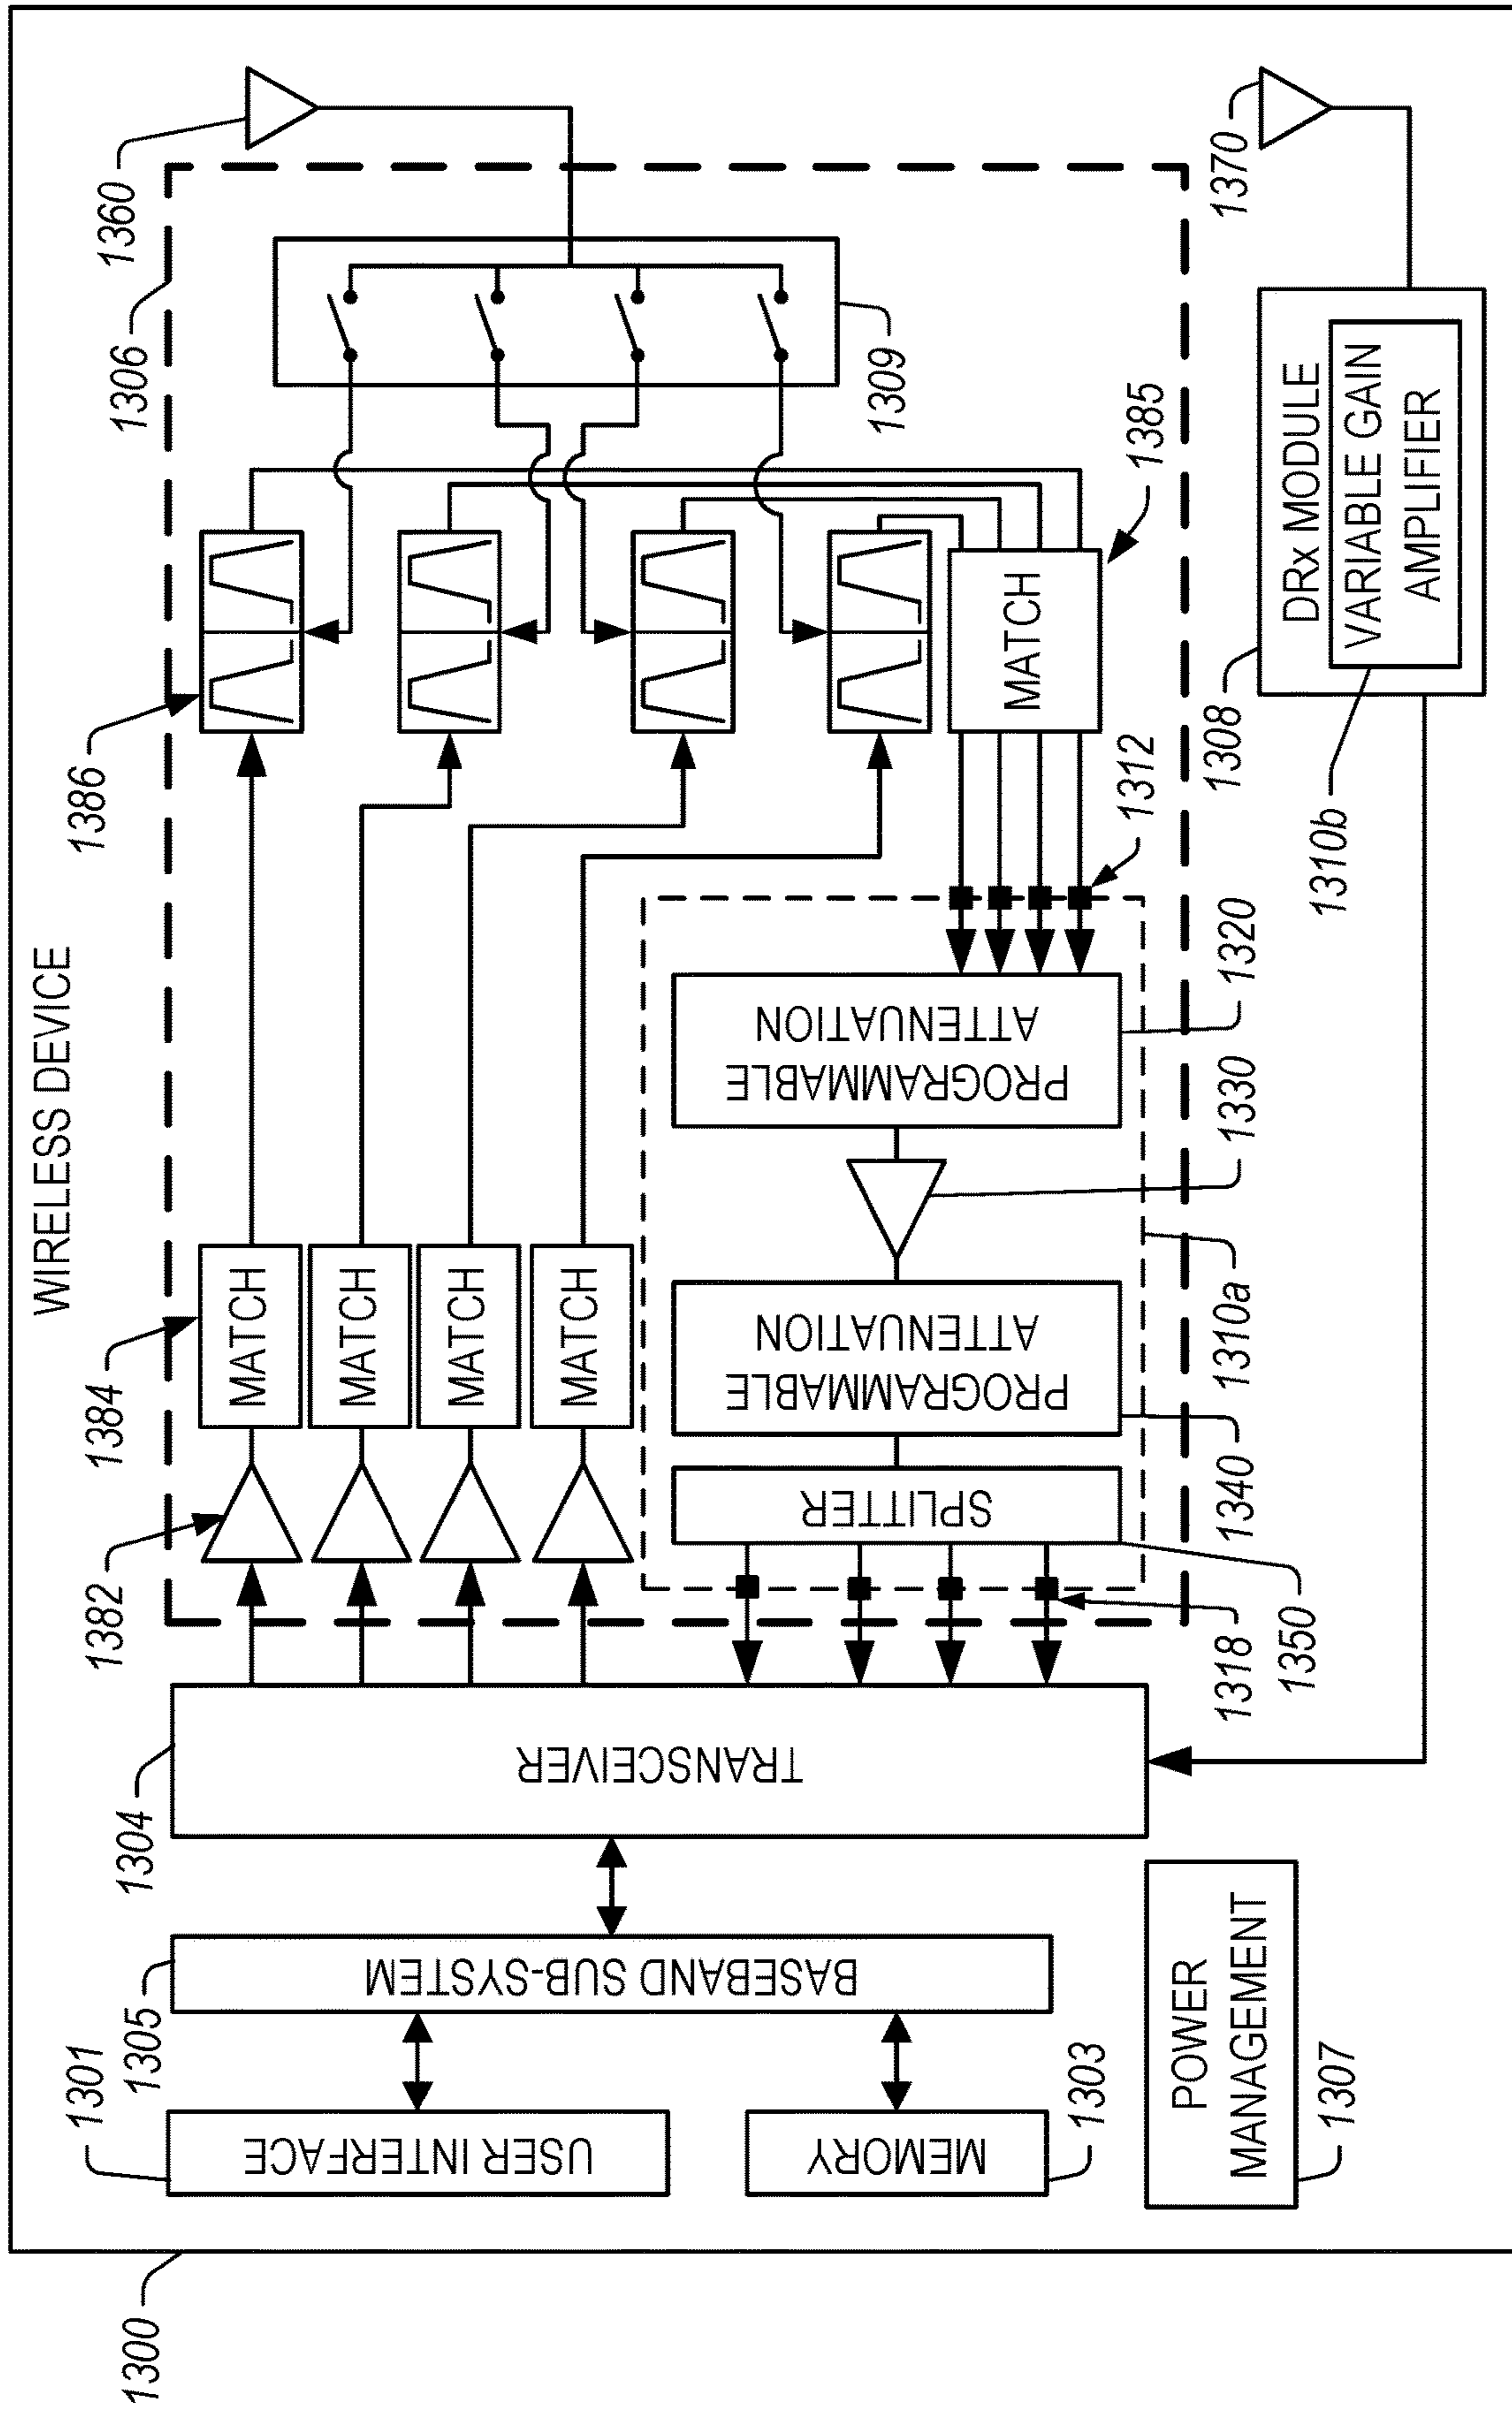 WIRELESS DEVICE
1300
1301
USER INTERFACE
1303
MEMORY
1305
BASEBAND SUB-SYSTEM
1304
TRANSCEIVER
1307
POWER
MANAGEMENT
1382
1384
MATCH
MATCH
MATCH
MATCH
1386
1306
1360
1309
1385
MATCH
1312
1320
PROGRAMMABLE
ATTENUATION
1330
1310a
1340
PROGRAMMABLE
ATTENUATION
1350
SPLITTER
1318
1308
DRx MODULE
VARIABLE GAIN
AMPLIFIER
1310b
1370